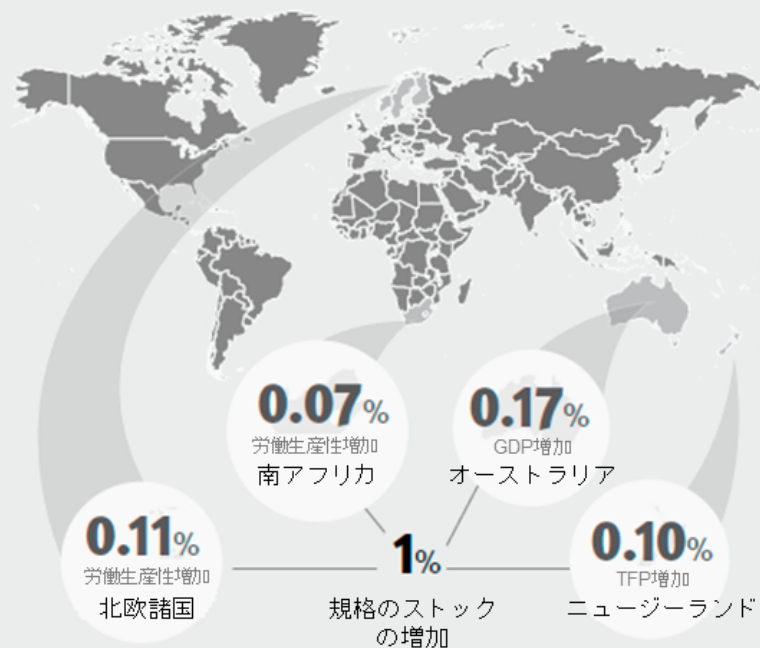 0.07%
労働生産性増加
南アフリカ
0.17%
GDP増加
オーストラリア
0.11%
労働生産性増加
北欧諸国
1%
規格のストック
の増加
0.10%
TFP増加
ニュージーランド